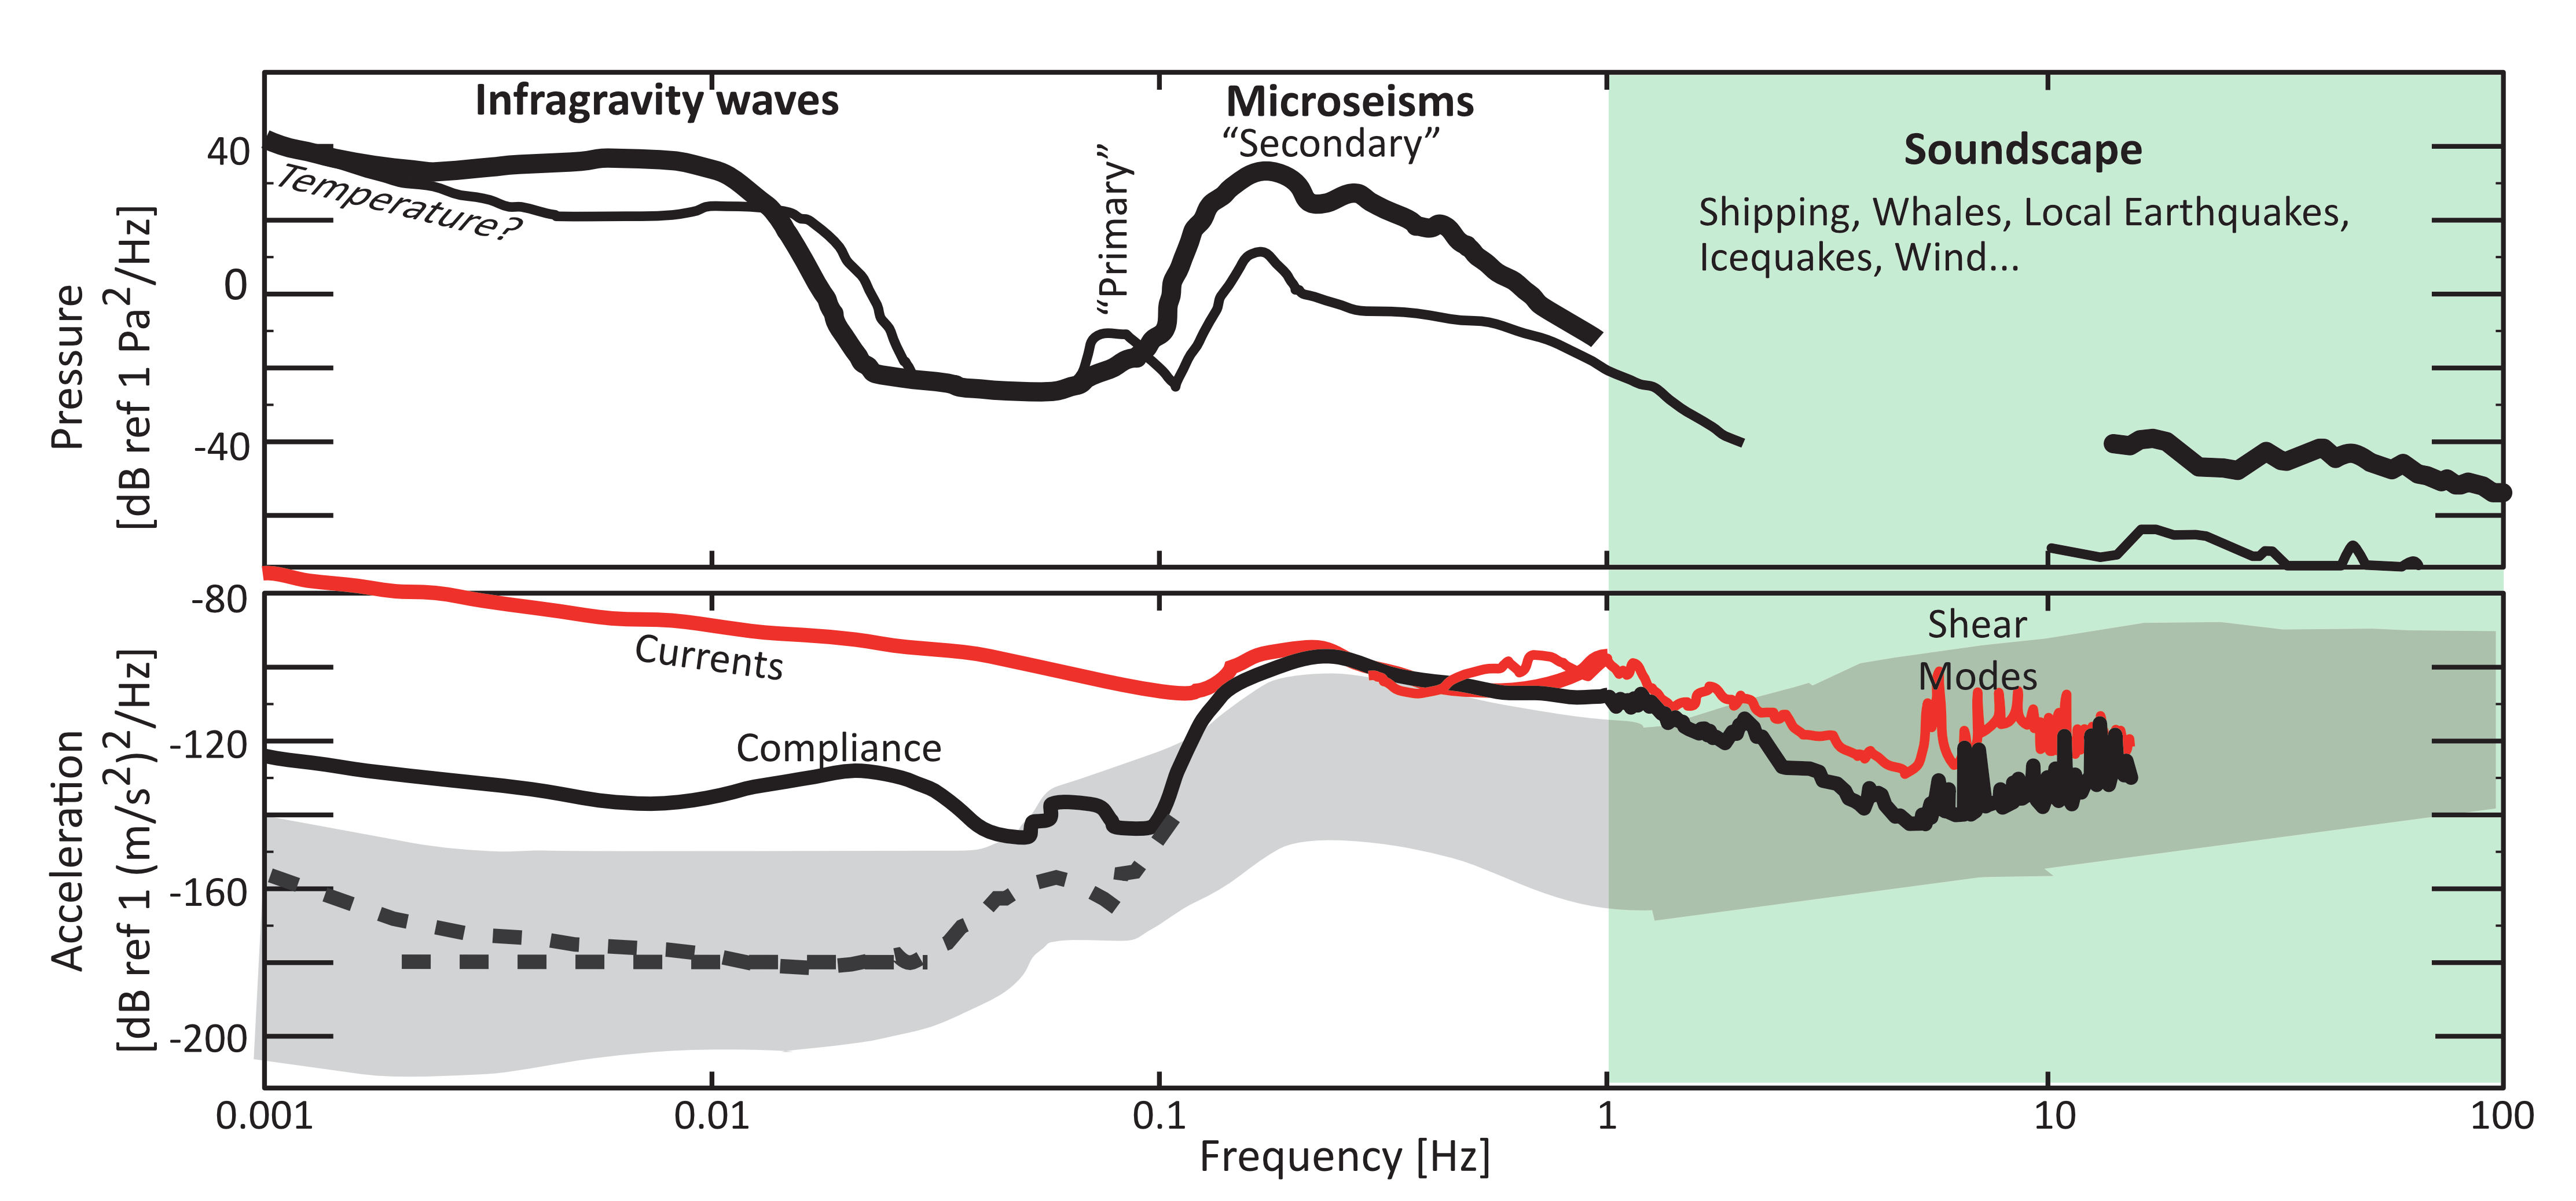 Infragravity waves
Microseisms
“Secondary”
“Primary”
Temperature?
Soundscape
Shipping, Whales, Local Earthquakes,
Icequakes, Wind...
40
0
-40
Pressure
[dB ref 1 Pa²/Hz]
Currents
Compliance
Shear
Modes
-80
-120
-160
-200
Acceleration
[dB ref 1 (m/s²)²/Hz]
0.001
0.01
0.1
1
10
100
Frequency [Hz]